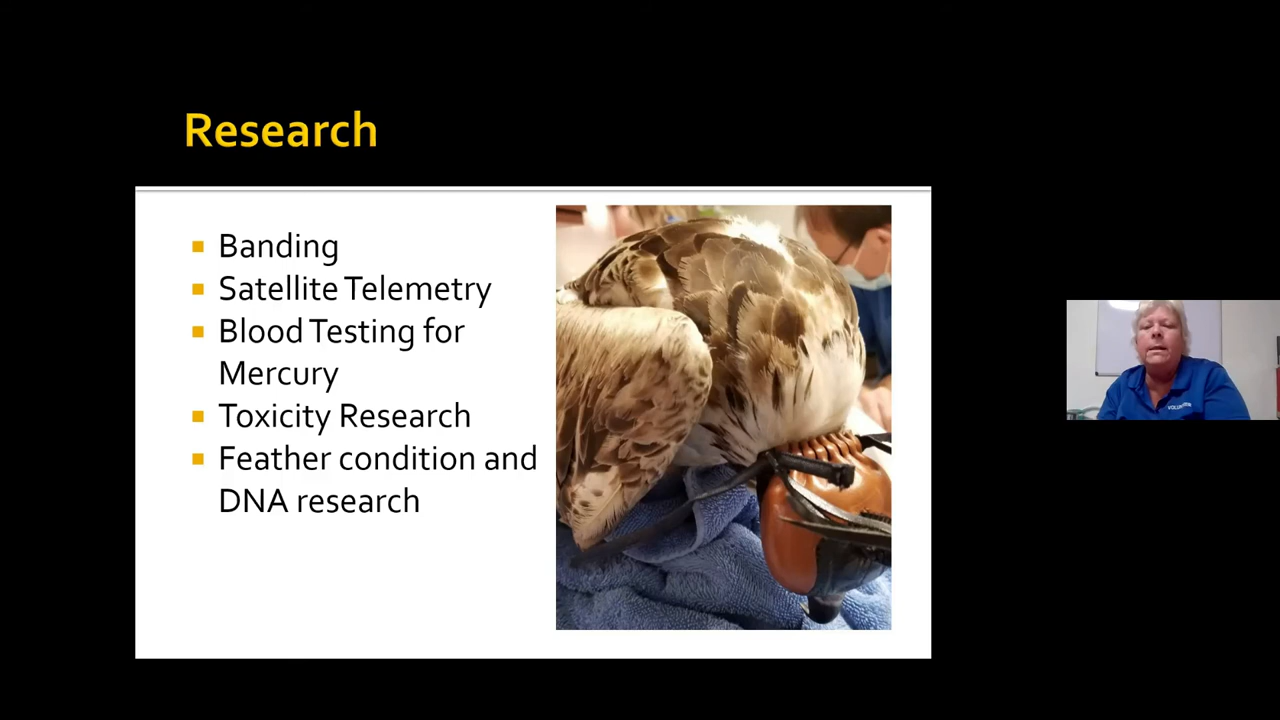 Research
Banding
Satellite Telemetry
Blood Testing for
Mercury
Toxicity Research
Feather condition and
DNA research